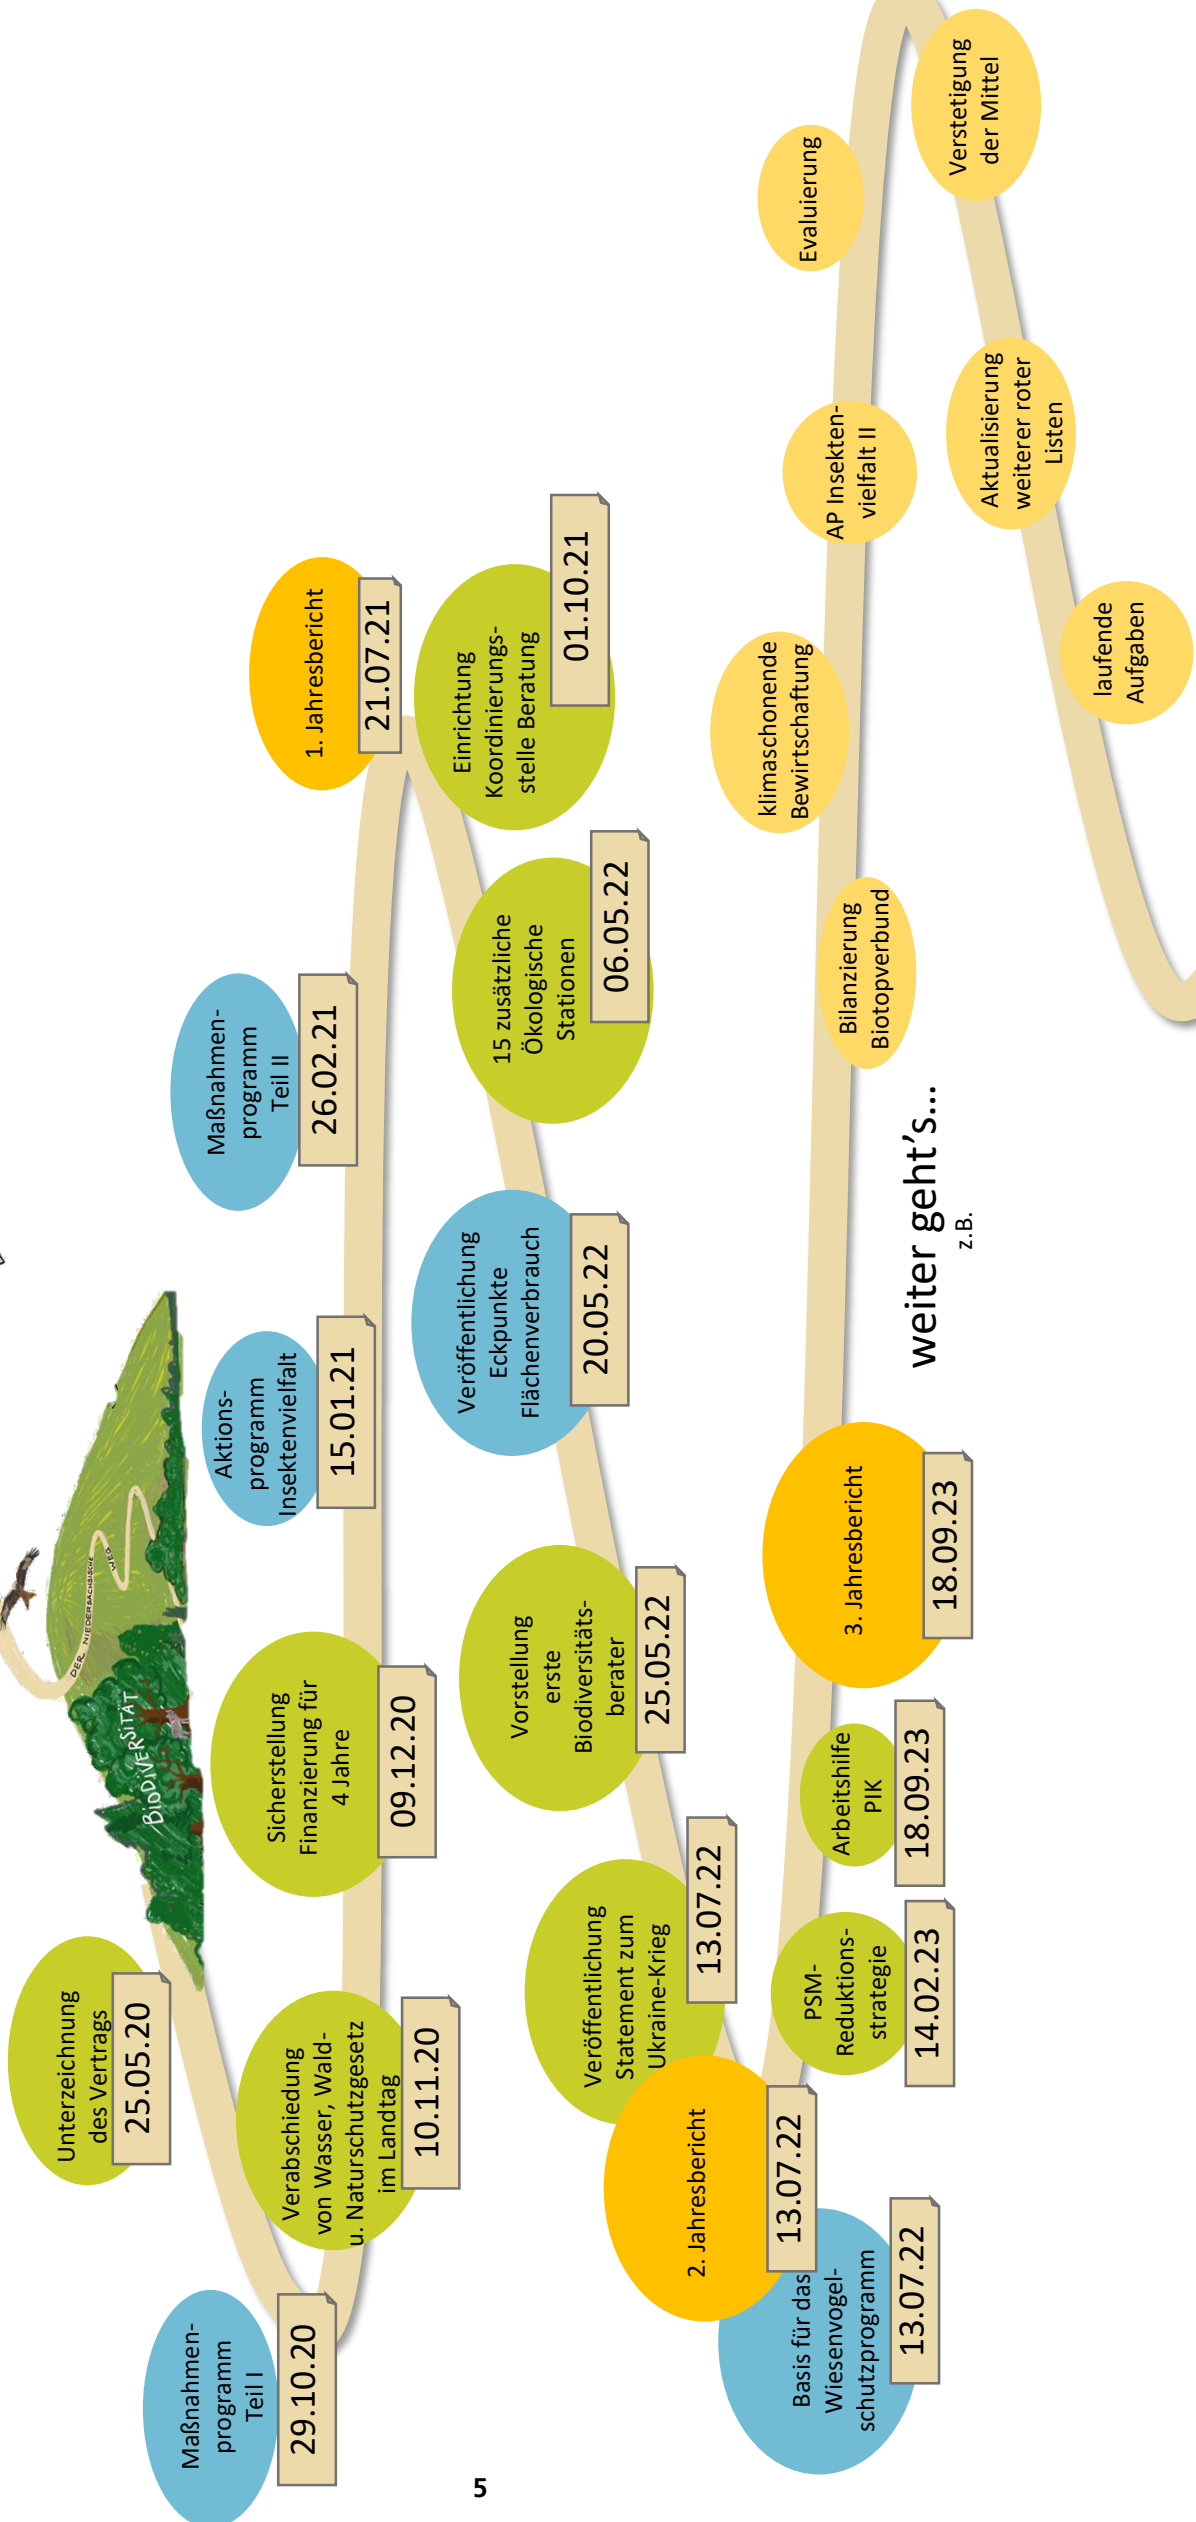 BIODIVERSITÄT
DER NIEDERSÄCHSISCHE
WEG
Unterzeichnung
des Vertrags
25.05.20
Maßnahmen-
programm
Teil I
29.10.20
Verabschiedung
von Wasser, Wald-
u. Naturschutzgesetz
im Landtag
10.11.20
Sicherstellung
Finanzierung für
4 Jahre
09.12.20
Aktions-
programm
Insektenvielfalt
15.01.21
Maßnahmen-
programm
Teil II
26.02.21
1. Jahresbericht
21.07.21
Einrichtung
Koordinierungs-
stelle Beratung
01.10.21
15 zusätzliche
Ökologische
Stationen
06.05.22
Veröffentlichung
Eckpunkte
Flächenverbrauch
20.05.22
Vorstellung
erste
Biodiversitäts-
berater
25.05.22
Veröffentlichung
Statement zum
Ukraine-Krieg
13.07.22
2. Jahresbericht
13.07.22
Basis für das
Wiesenvogel-
schutzprogramm
13.07.22
PSM-
Reduktions-
strategie
14.02.23
Arbeitshilfe
PIK
18.09.23
3. Jahresbericht
18.09.23
weiter geht's...
z.B.
Bilanzierung
Biotopverbund
klimaschonende
Bewirtschaftung
AP Insekten-
vielfalt II
Evaluierung
Verstetigung
der Mittel
Aktualisierung
weiterer roter
Listen
laufende
Aufgaben
5